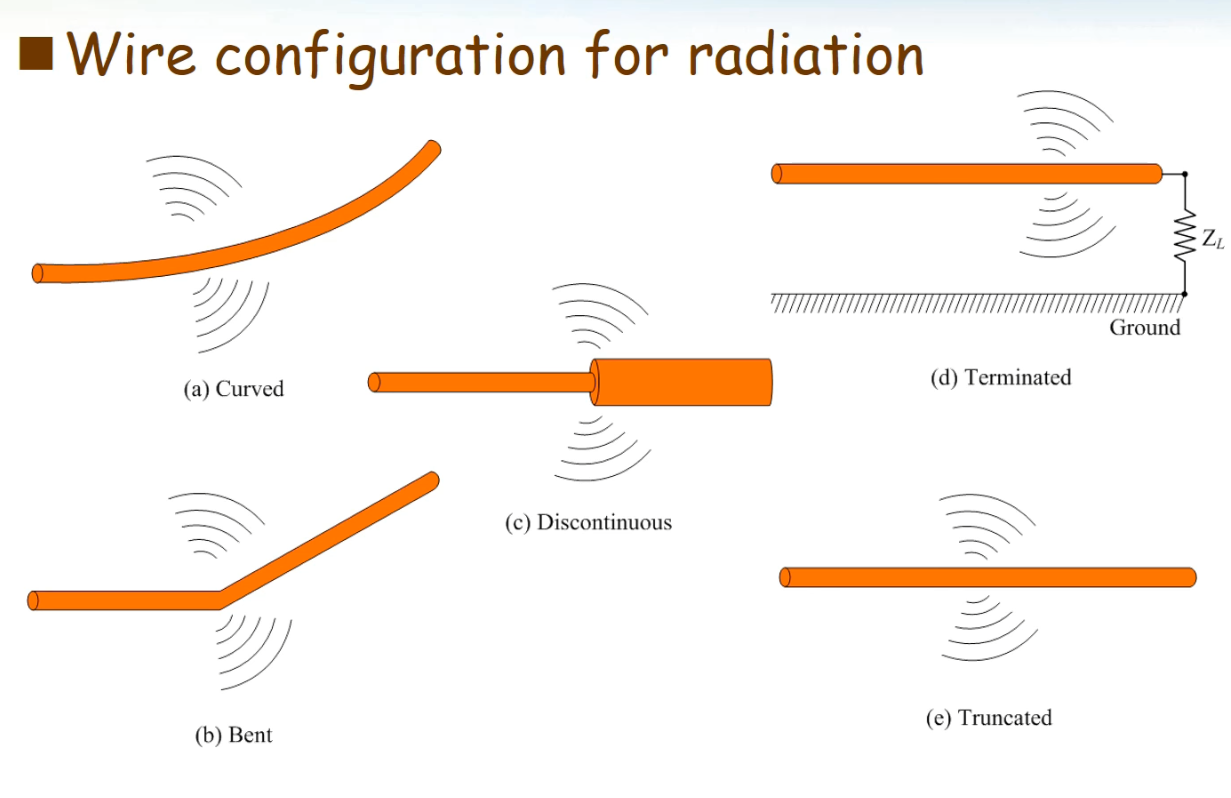 Wire configuration for radiation
(a) Curved
(b) Bent
(c) Discontinuous
Z_L
Ground
(d) Terminated
(e) Truncated